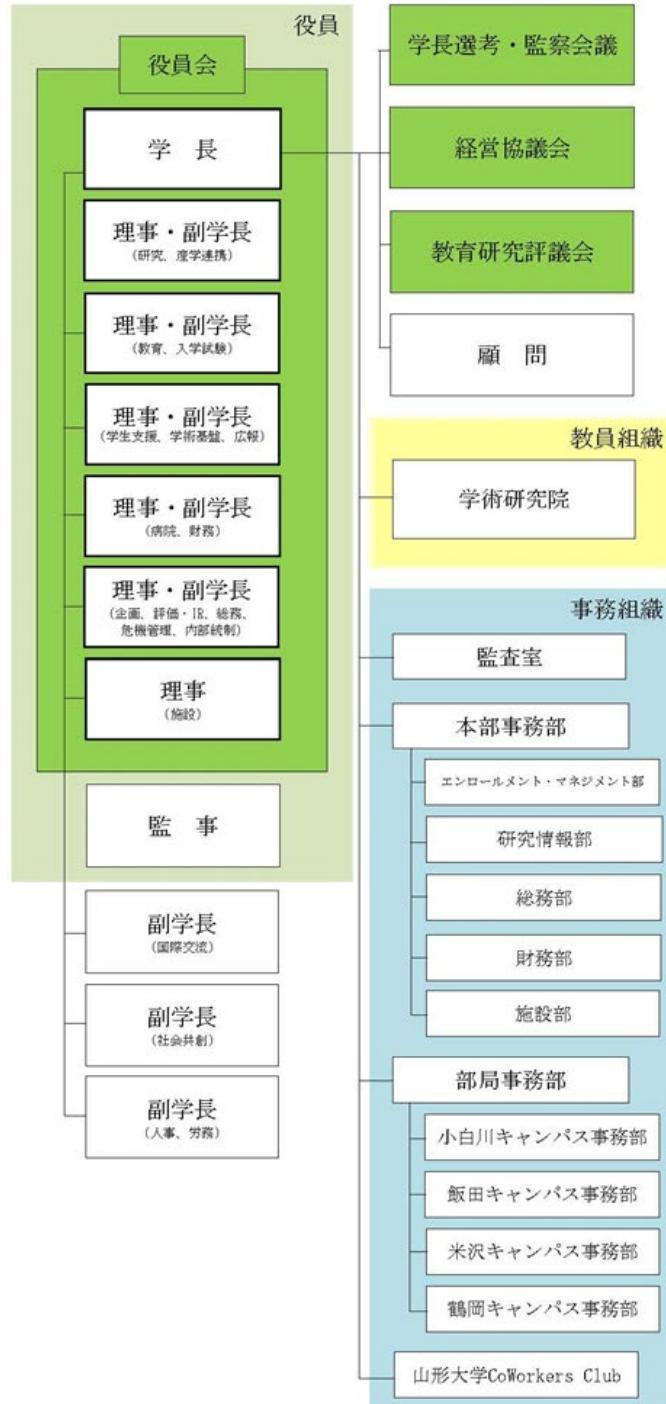 役員
役員会
学 長
理事・副学長
(研究、産学連携)
理事・副学長
(教育、入学試験)
理事・副学長
(学生支援、学術基盤、広報)
理事・副学長
(病院、財務)
理事・副学長
(企画、評価・IR、総務、
危機管理、内部統制)
理事
(施設)
監 事
副学長
(国際交流)
副学長
(社会共創)
副学長
(人事、労務)
学長選考・監察会議
経営協議会
教育研究評議会
顧 問
教員組織
学術研究院
事務組織
監査室
本部事務部
エンロールメント・マネジメント部
研究情報部
総務部
財務部
施設部
部局事務部
小白川キャンパス事務部
飯田キャンパス事務部
米沢キャンパス事務部
鶴岡キャンパス事務部
山形大学CoWorkers Club